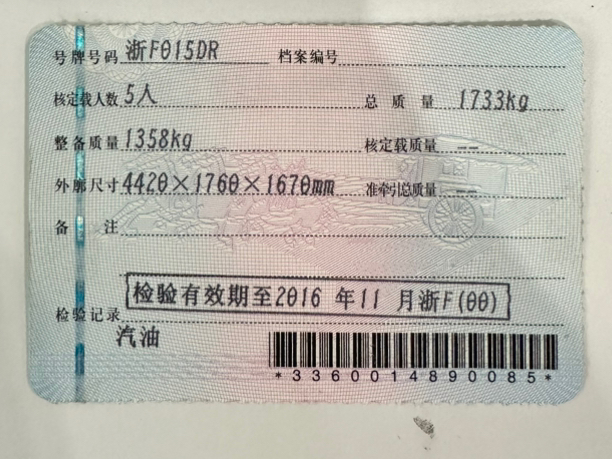 号牌号码 浙F015DR 档案编号
核定载人数 5人 总质量 1733kg
整备质量 1358kg 核定载质量 --
外廓尺寸 4420×1760×1670mm 准牵引总质量 --
备注
检验记录 检验有效期至2016 年11 月浙F(00)
汽油
*3360014890085*